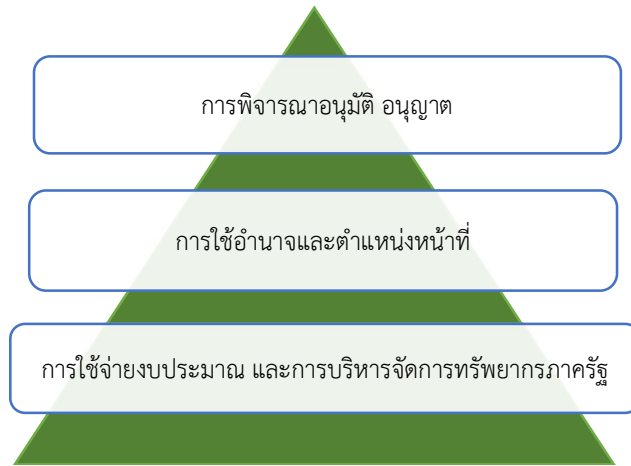 การพิจารณาอนุมัติ อนุญาต
การใช้อำนาจและตำแหน่งหน้าที่
การใช้จ่ายงบประมาณ และการบริหารจัดการทรัพยากรภาครัฐ